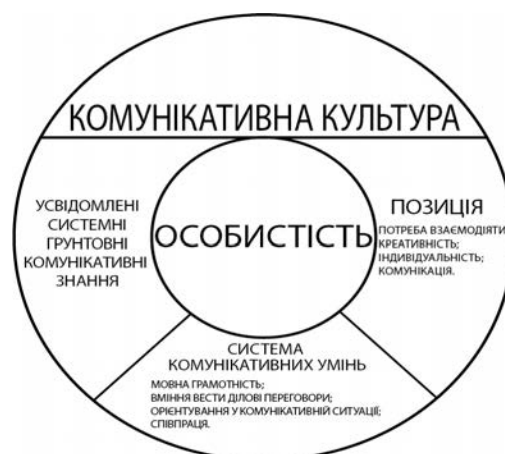 КОМУНІКАТИВНА КУЛЬТУРА
УСВІДОМЛЕНІ
СИСТЕМНІ
ГРУНТОВНІ
КОМУНІКАТИВНІ
ЗНАННЯ
ОСОБИСТІСТЬ
ПОЗИЦІЯ
ПОТРЕБА ВЗАЄМОДІЯТИ
КРЕАТИВНІСТЬ;
ІНДИВІДУАЛЬНІСТЬ;
КОМУНІКАЦІЯ.
СИСТЕМА
КОМУНІКАТИВНИХ УМІНЬ
МОВНА ГРАМОТНІСТЬ;
ВМІННЯ ВЕСТИ ДІЛОВІ ПЕРЕГОВОРИ;
ОРІЄНТУВАННЯ У КОМУНІКАТИВНІЙ СИТУАЦІЇ;
СПІВПРАЦЯ.